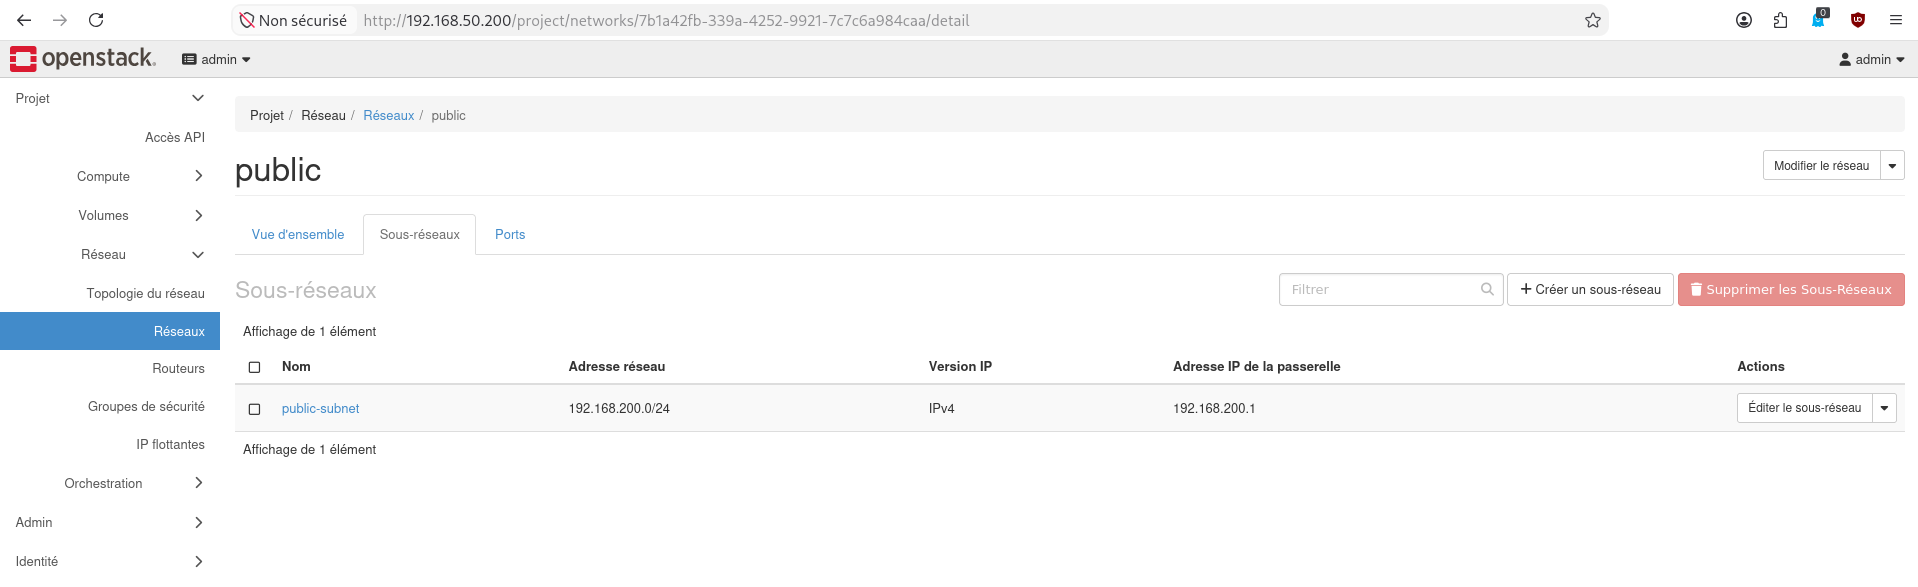 Non sécurisé http://192.168.50.200/project/networks/7b1a42fb-339a-4252-9921-7c7c6a984caa/detail 0
openstack. admin admin
Projet
Accès API
Compute
Volumes
Réseau
Topologie du réseau
Réseaux
Routeurs
Groupes de sécurité
IP flottantes
Orchestration
Admin
Identité
Projet / Réseau / Réseaux / public
public
Modifier le réseau
Vue d'ensemble Sous-réseaux Ports
Sous-réseaux
Filtrer Créer un sous-réseau Supprimer les Sous-Réseaux
Affichage de 1 élément
Nom Adresse réseau Version IP Adresse IP de la passerelle Actions
public-subnet 192.168.200.0/24 IPv4 192.168.200.1 Éditer le sous-réseau
Affichage de 1 élément